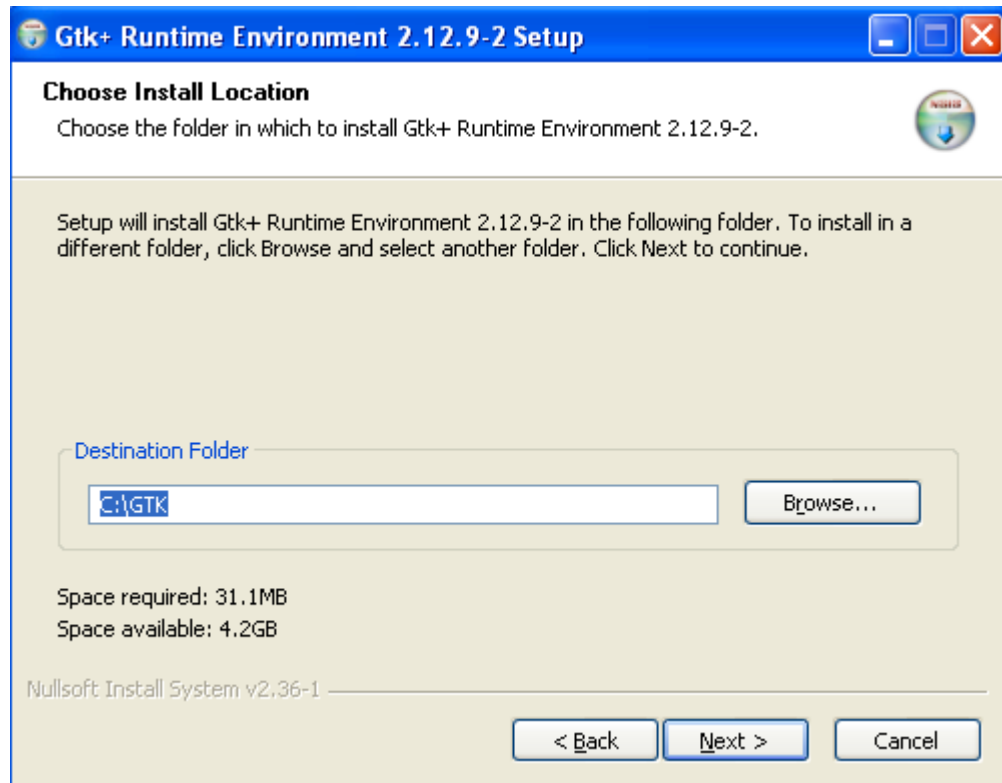 Gtk+ Runtime Environment 2.12.9-2 Setup
Choose Install Location
Choose the folder in which to install Gtk+ Runtime Environment 2.12.9-2.
Setup will install Gtk+ Runtime Environment 2.12.9-2 in the following folder. To install in a
different folder, click Browse and select another folder. Click Next to continue.
Destination Folder
C:\GTK
Browse...
Space required: 31.1MB
Space available: 4.2GB
Nullsoft Install System v2.36-1
< Back
Next >
Cancel